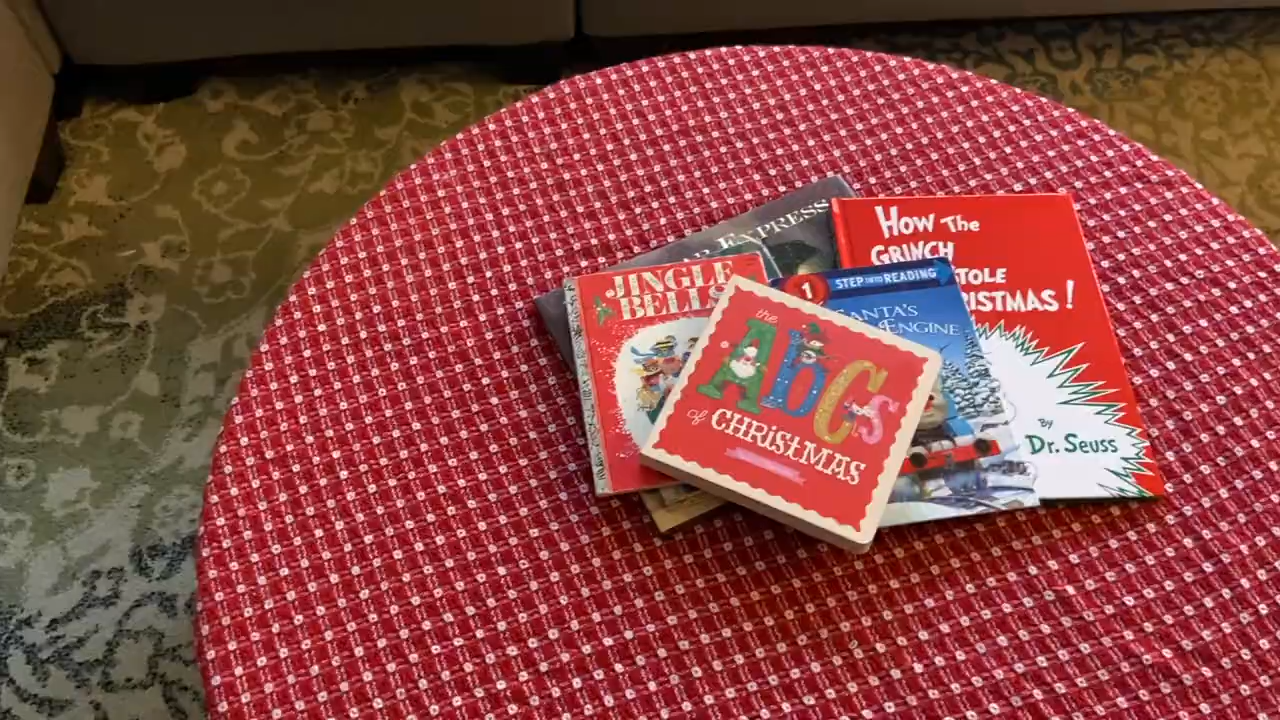 EXPRESS
How The
GRINCH
STOLE
CHRISTMAS!
By
Dr. Seuss
JINGLE
BELLS
1 STEP INTO READING
SANTA'S
ENGINE
the
AbCs
of CHRISTMAS